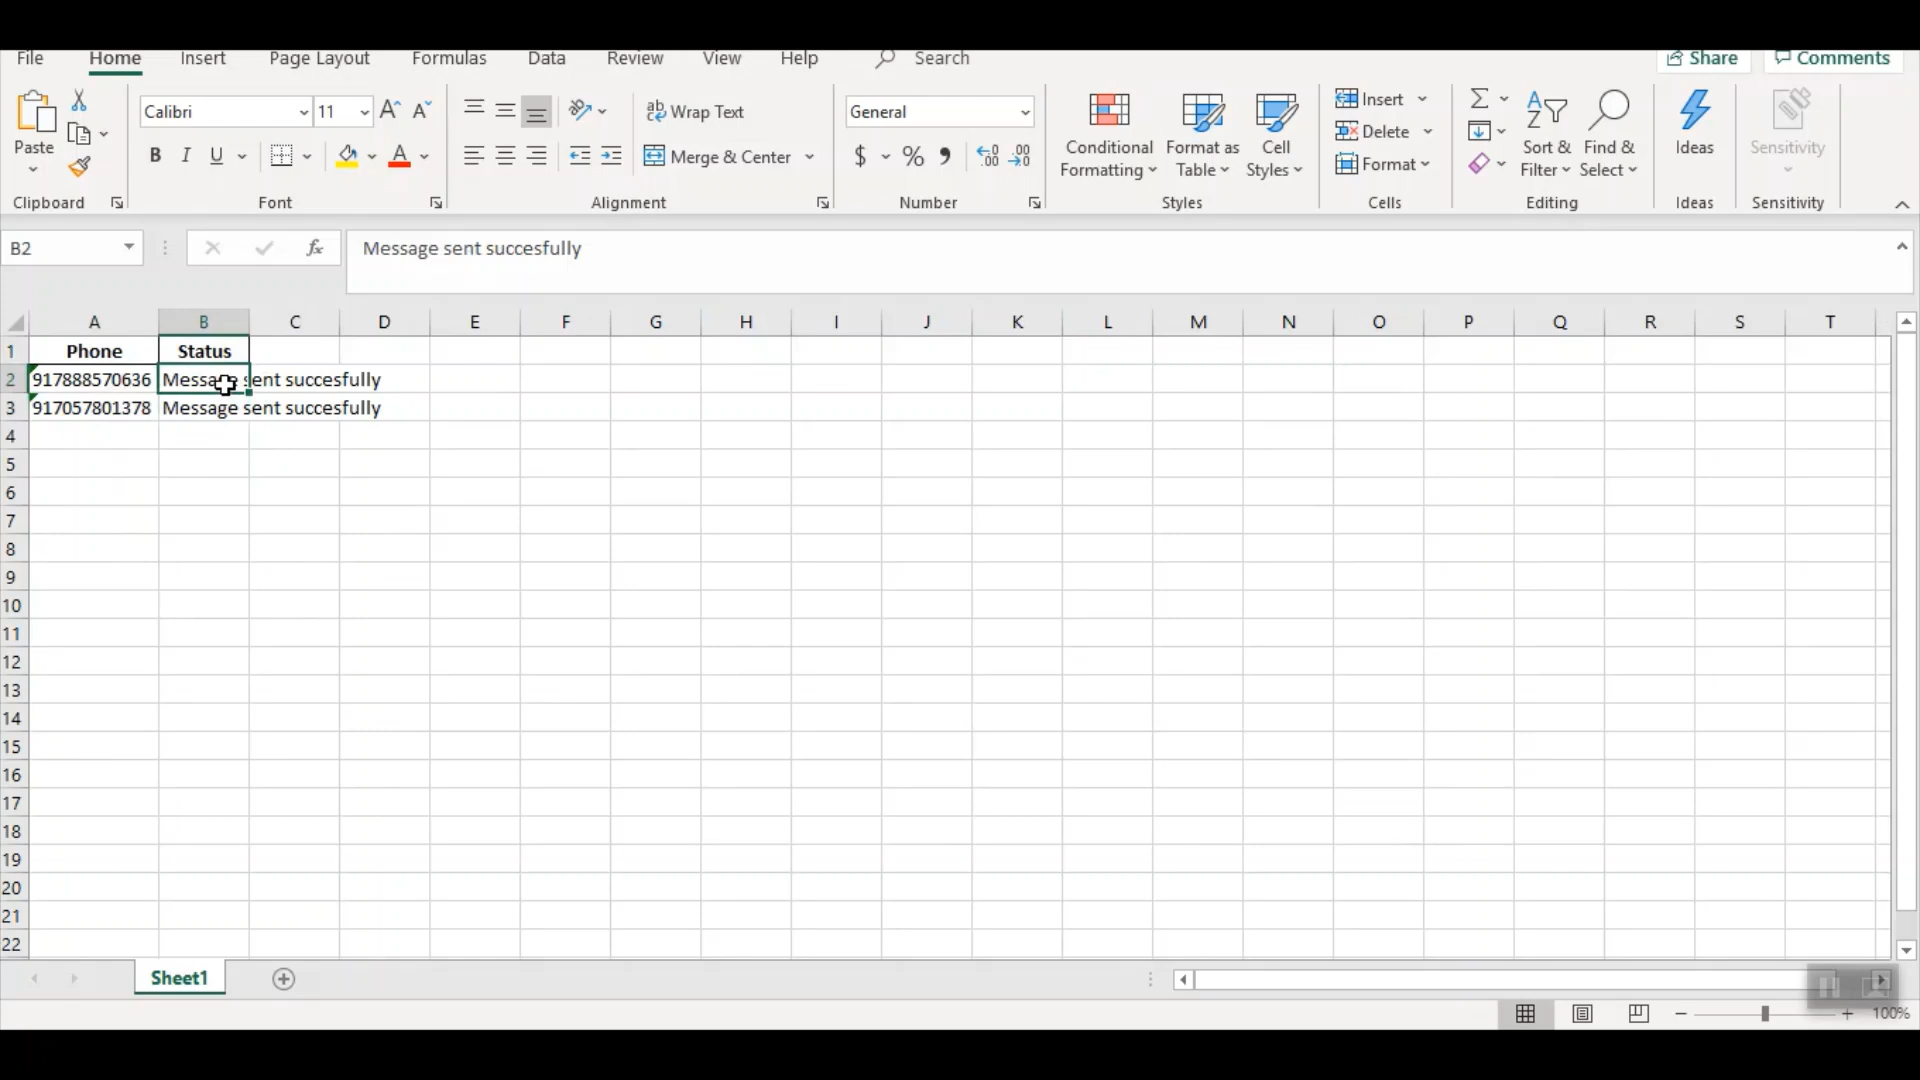 File Home Insert Page Layout Formulas Data Review View Help Search Share Comments
Calibri 11 Wrap Text General Insert
Paste B I U Merge & Center $ % Conditional Formatting Format as Table Cell Styles Delete Sort & Filter Find & Select Ideas Sensitivity
Format
Clipboard Font Alignment Number Styles Cells Editing Ideas Sensitivity
B2 fx Message sent succesfully
A B C D E F G H I J K L M N O P Q R S T
1 Phone Status
2 917888570636 Message sent succesfully
3 917057801378 Message sent succesfully
4
5
6
7
8
9
10
11
12
13
14
15
16
17
18
19
20
21
22
Sheet1
100%